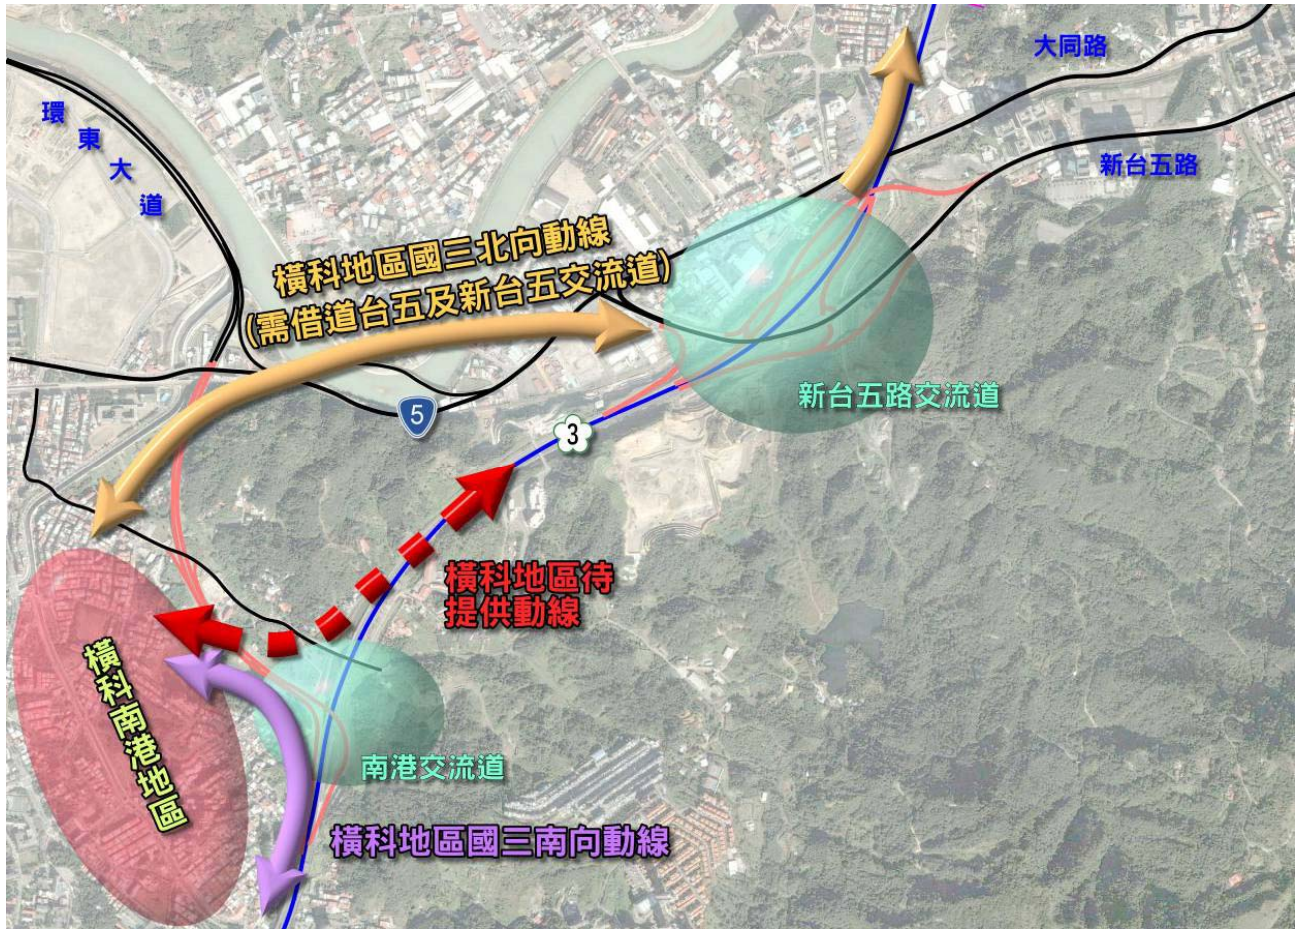 大同路
環東大道
新台五路
橫科地區國三北向動線
(需借道台五及新台五交流道)
新台五路交流道
5
3
橫科地區待
提供動線
橫科南港地區
南港交流道
橫科地區國三南向動線